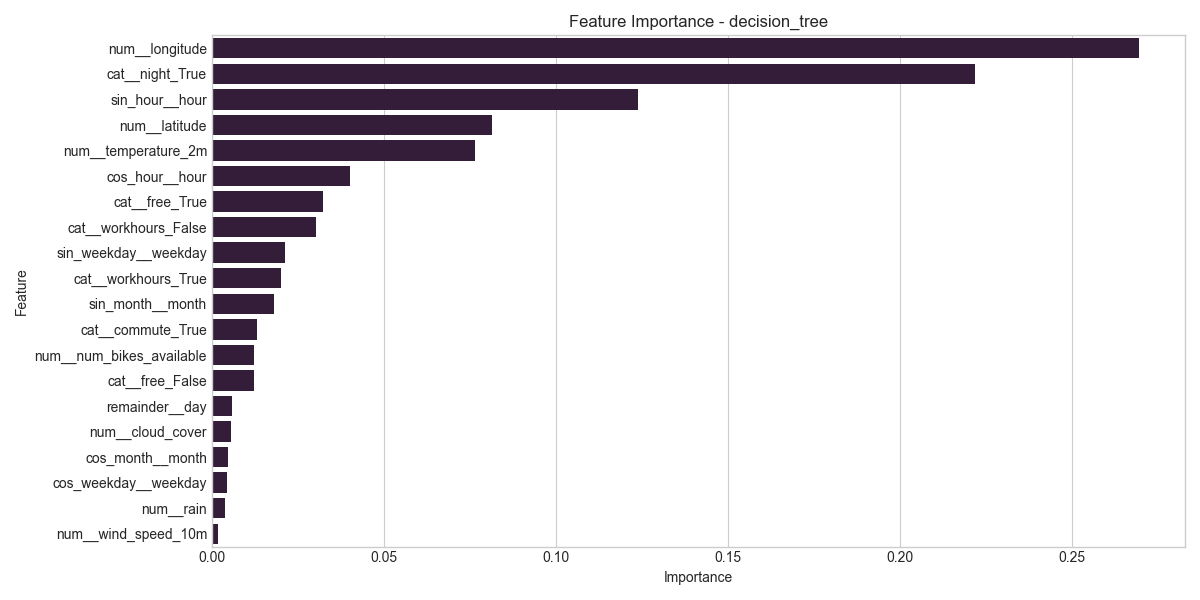 Feature Importance - decision_tree
Feature
num__longitude
cat__night_True
sin_hour__hour
num__latitude
num__temperature_2m
cos_hour__hour
cat__free_True
cat__workhours_False
sin_weekday__weekday
cat__workhours_True
sin_month__month
cat__commute_True
num__num_bikes_available
cat__free_False
remainder__day
num__cloud_cover
cos_month__month
cos_weekday__weekday
num__rain
num__wind_speed_10m
0.00 0.05 0.10 0.15 0.20 0.25
Importance